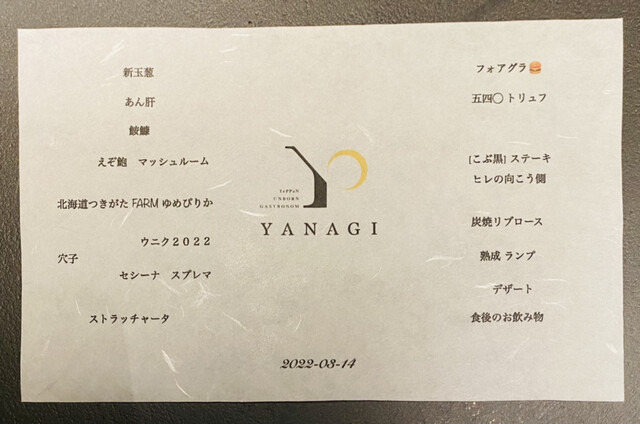 新玉葱
あん肝
鮟鱇
えぞ鮑 マッシュルーム
北海道つきがた FARM ゆめぴりか
ウニク２０２２
穴子
セシーナ スプレマ
ストラッチャータ
TePPaN
UNBORN
GASTRONOM
YANAGI
2022-03-14
フォアグラ🍔
五四〇 トリュフ
[こぶ黒] ステーキ
ヒレの向こう側
炭焼リブロース
熟成 ランプ
デザート
食後のお飲み物